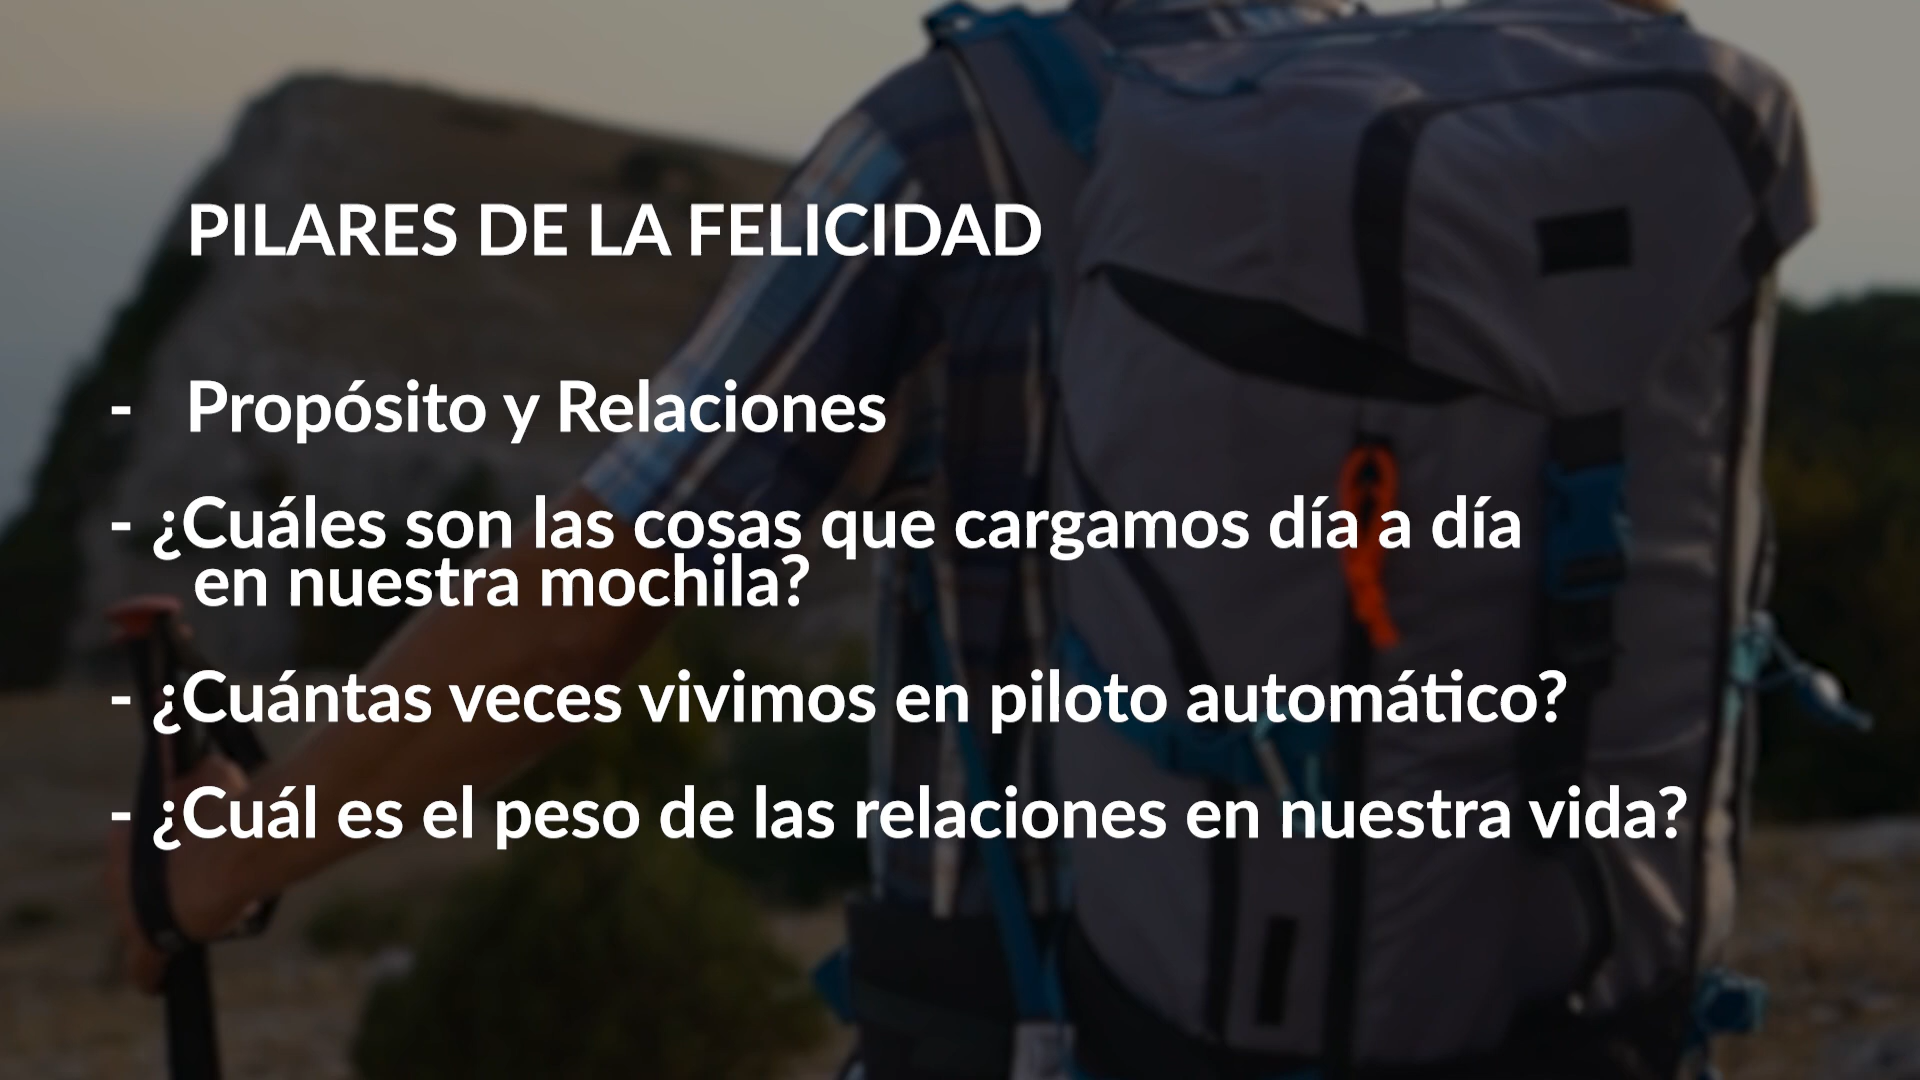 PILARES DE LA FELICIDAD
- Propósito y Relaciones
- ¿Cuáles son las cosas que cargamos día a día
en nuestra mochila?
- ¿Cuántas veces vivimos en piloto automático?
- ¿Cuál es el peso de las relaciones en nuestra vida?